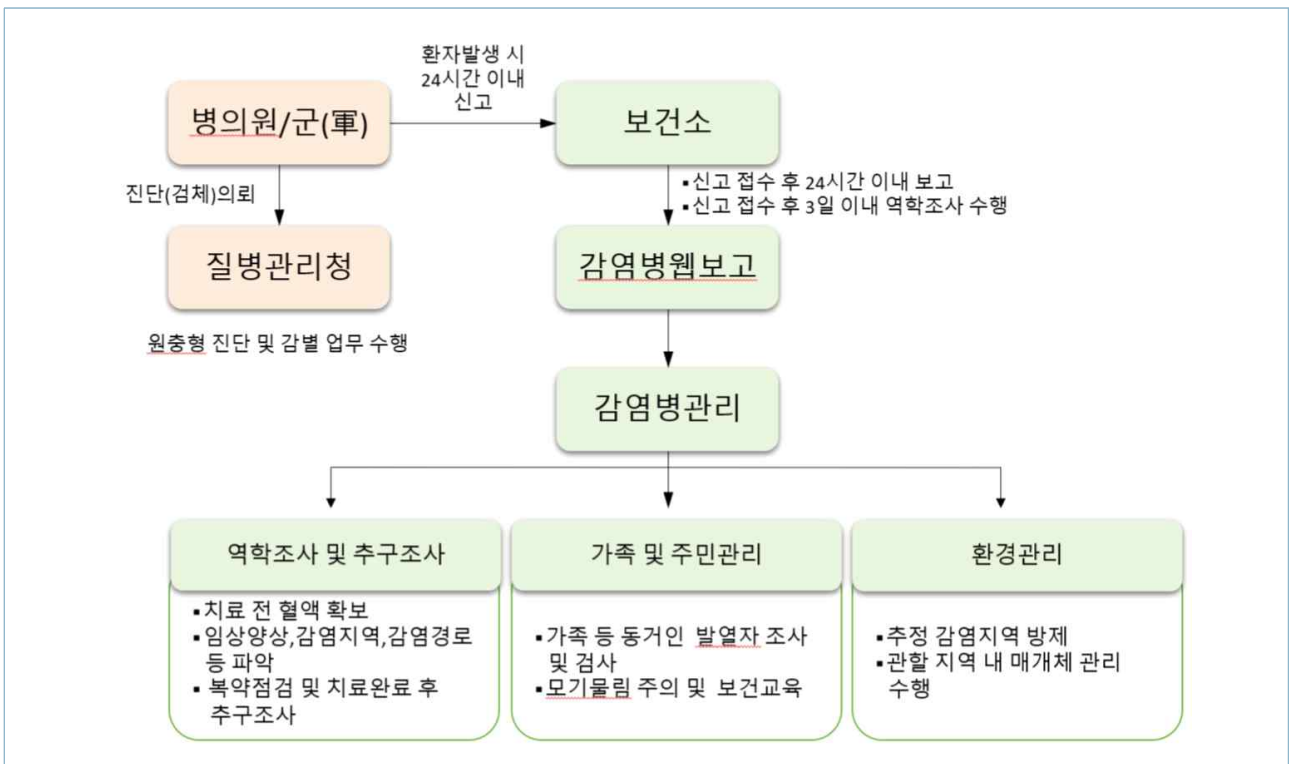 환자발생 시
24시간 이내
신고
병의원/군(軍)
보건소
진단(검체)의뢰
▪신고 접수 후 24시간 이내 보고
▪신고 접수 후 3일 이내 역학조사 수행
질병관리청
감염병웹보고
원충형 진단 및 감별 업무 수행
감염병관리
역학조사 및 추구조사
▪치료 전 혈액 확보
▪임상양상,감염지역,감염경로
등 파악
▪ 복약점검 및 치료완료 후
추구조사
가족 및 주민관리
▪가족 등 동거인 발열자 조사
및 검사
▪모기물림 주의 및 보건교육
환경관리
▪추정 감염지역 방제
▪관할 지역 내 매개체 관리
수행